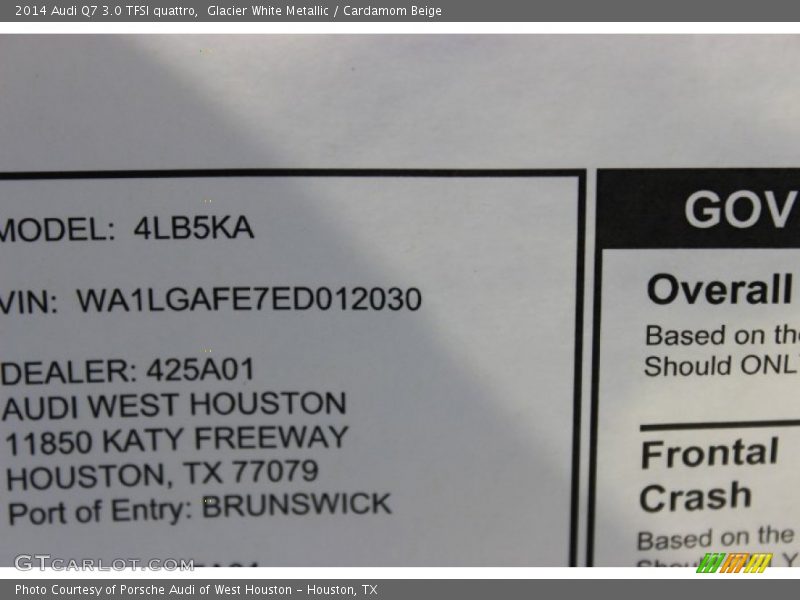 2014 Audi Q7 3.0 TFSI quattro,  Glacier White Metallic / Cardamom Beige
MODEL: 4LB5KA
VIN: WA1LGAFE7ED012030
DEALER: 425A01
AUDI WEST HOUSTON
11850 KATY FREEWAY
HOUSTON, TX 77079
Port of Entry: BRUNSWICK
GOV
Overall
Based on the
Should ONL
Frontal
Crash
Based on the
GTCARLOT.COM
Photo Courtesy of Porsche Audi of West Houston – Houston, TX